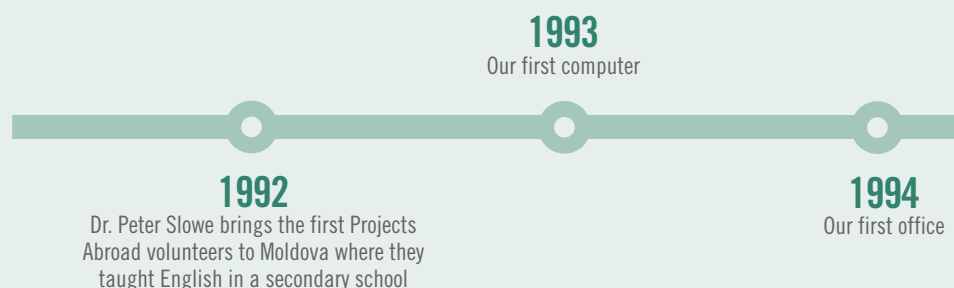 1993
Our first computer
1992
Dr. Peter Slowe brings the first Projects
Abroad volunteers to Moldova where they
taught English in a secondary school
1994
Our first office